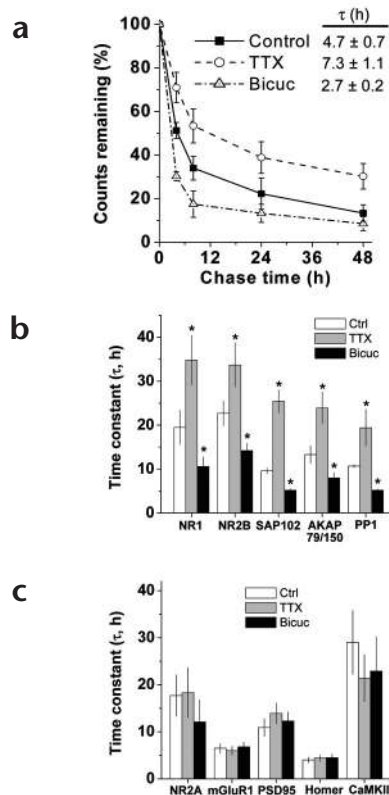 a
τ (h)
Control 4.7 ± 0.7
TTX 7.3 ± 1.1
Bicuc 2.7 ± 0.2
Counts remaining (%)
100
80
60
40
20
0
0 12 24 36 48
Chase time (h)
b
Ctrl
TTX
Bicuc
Time constant (τ, h)
40
30
20
10
0
* * * * * * * * * *
NR1 NR2B SAP102 AKAP PP1
79/150
c
Ctrl
TTX
Bicuc
Time constant (τ, h)
40
30
20
10
0
NR2A mGluR1 PSD95 Homer CaMKII